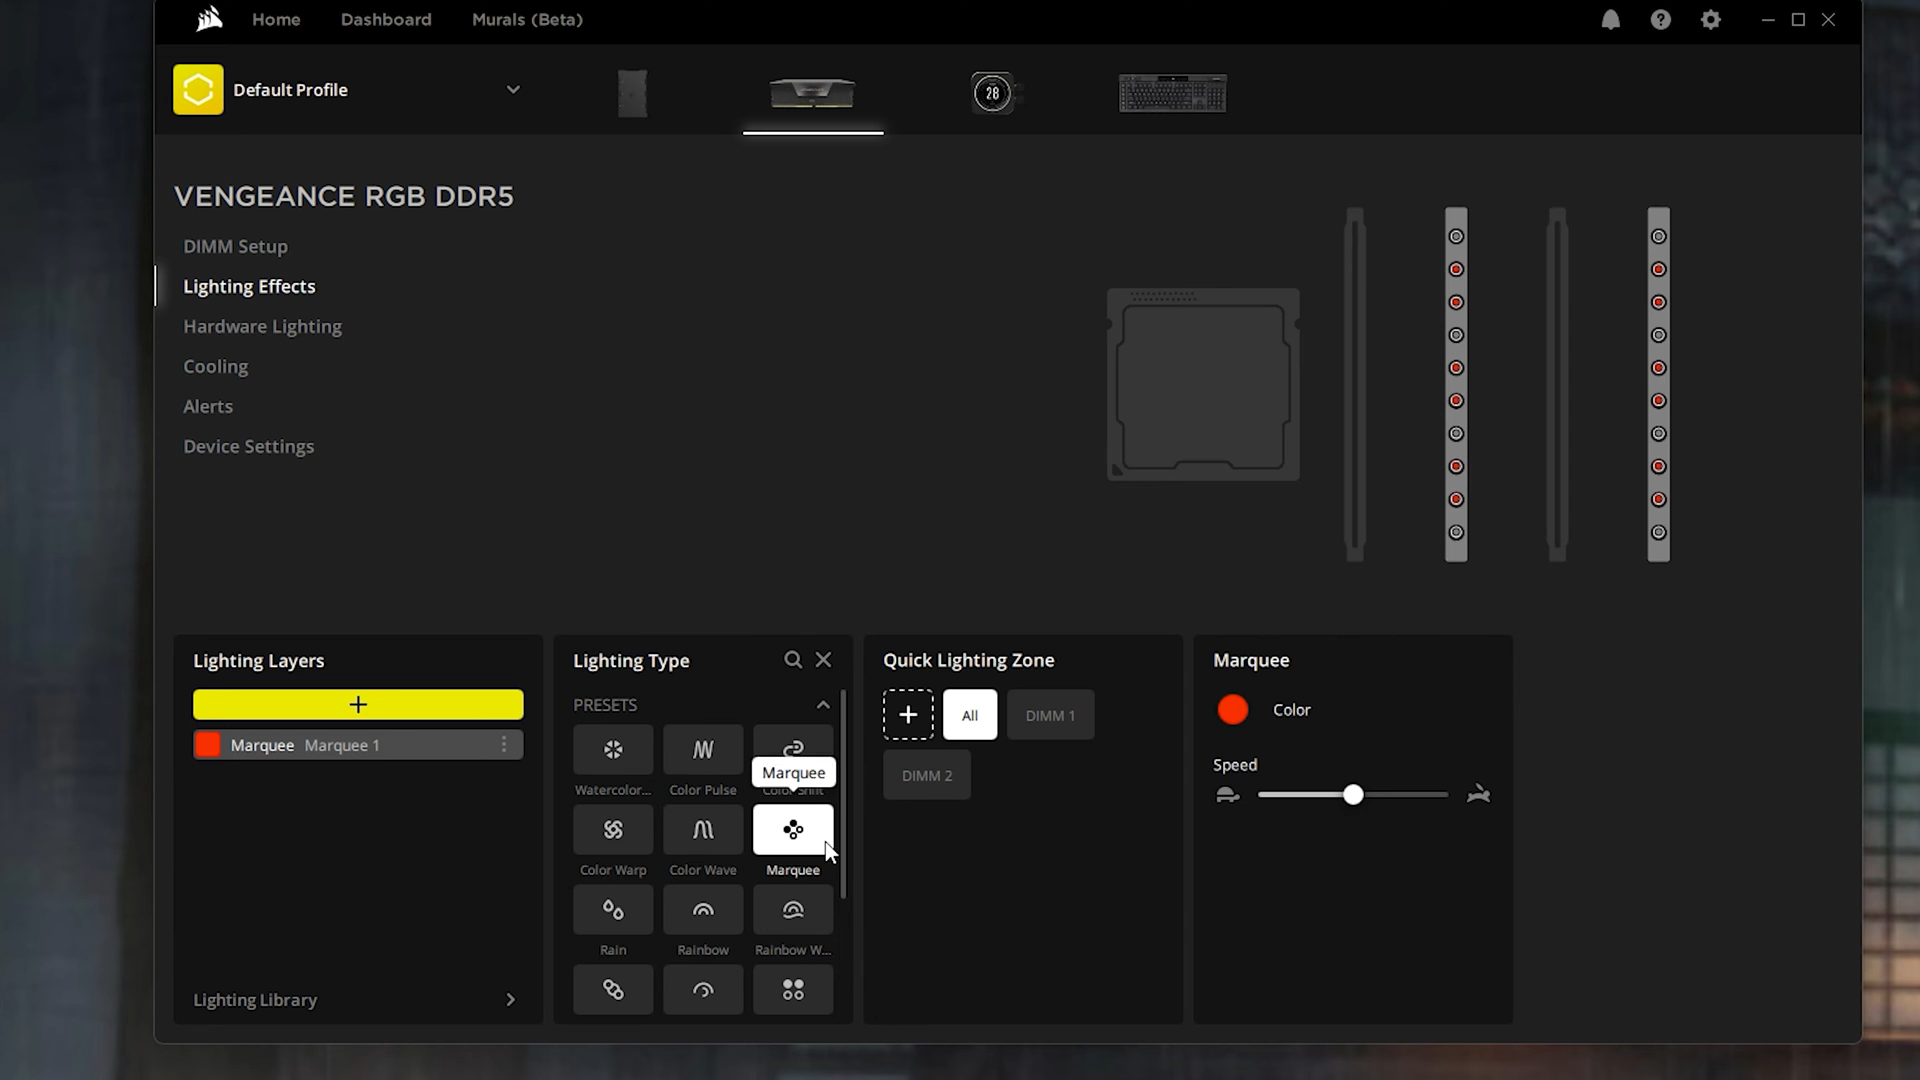 Home Dashboard Murals (Beta)
Default Profile
28
VENGEANCE RGB DDR5
DIMM Setup
Lighting Effects
Hardware Lighting
Cooling
Alerts
Device Settings
Lighting Layers
Marquee Marquee 1
Lighting Library
Lighting Type
PRESETS
Marquee
Watercolor... Color Pulse Color Shift
Color Warp Color Wave Marquee
Rain Rainbow Rainbow W...
Quick Lighting Zone
All DIMM 1
DIMM 2
Marquee
Color
Speed